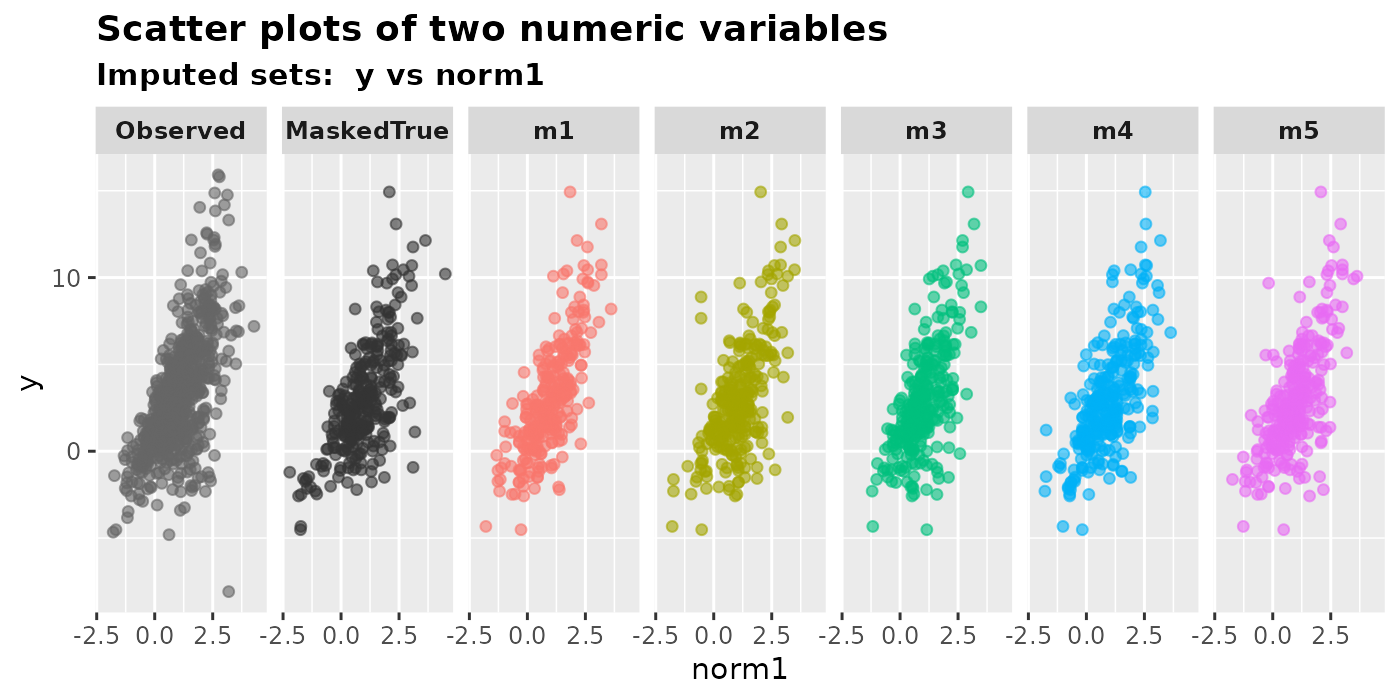 Scatter plots of two numeric variables
Imputed sets:  y vs norm1
Observed MaskedTrue m1 m2 m3 m4 m5
10
0
y
-2.5 0.0 2.5 -2.5 0.0 2.5 -2.5 0.0 2.5 -2.5 0.0 2.5 -2.5 0.0 2.5 -2.5 0.0 2.5 -2.5 0.0 2.5
norm1